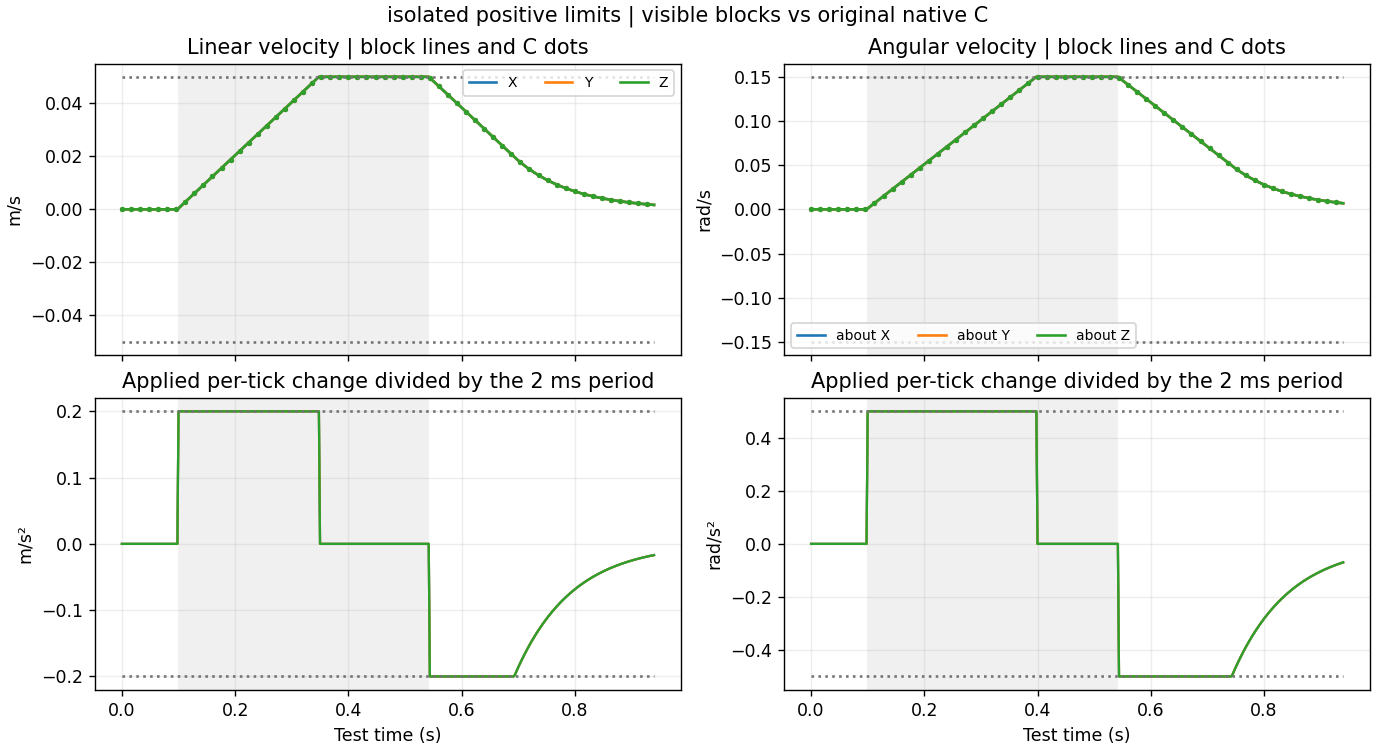 isolated positive limits | visible blocks vs original native C
Linear velocity | block lines and C dots
X Y Z
0.04
0.02
0.00
−0.02
−0.04
m/s
Angular velocity | block lines and C dots
0.15
0.10
0.05
0.00
−0.05
−0.10
−0.15
rad/s
about X about Y about Z
Applied per-tick change divided by the 2 ms period
0.2
0.1
0.0
−0.1
−0.2
m/s²
0.0 0.2 0.4 0.6 0.8
Test time (s)
Applied per-tick change divided by the 2 ms period
0.4
0.2
0.0
−0.2
−0.4
rad/s²
0.0 0.2 0.4 0.6 0.8
Test time (s)